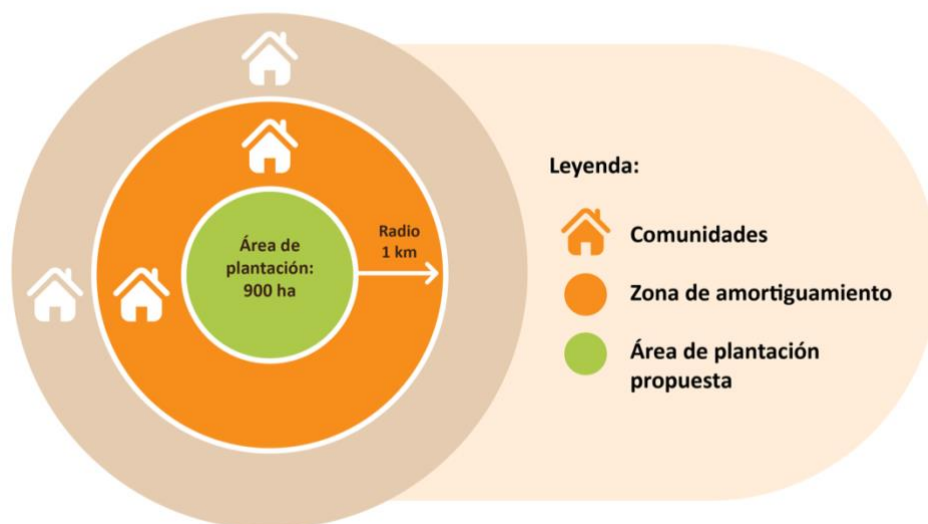 Área de
plantación:
900 ha
Radio
1 km
Leyenda:
Comunidades
Zona de amortiguamiento
Área de plantación
propuesta